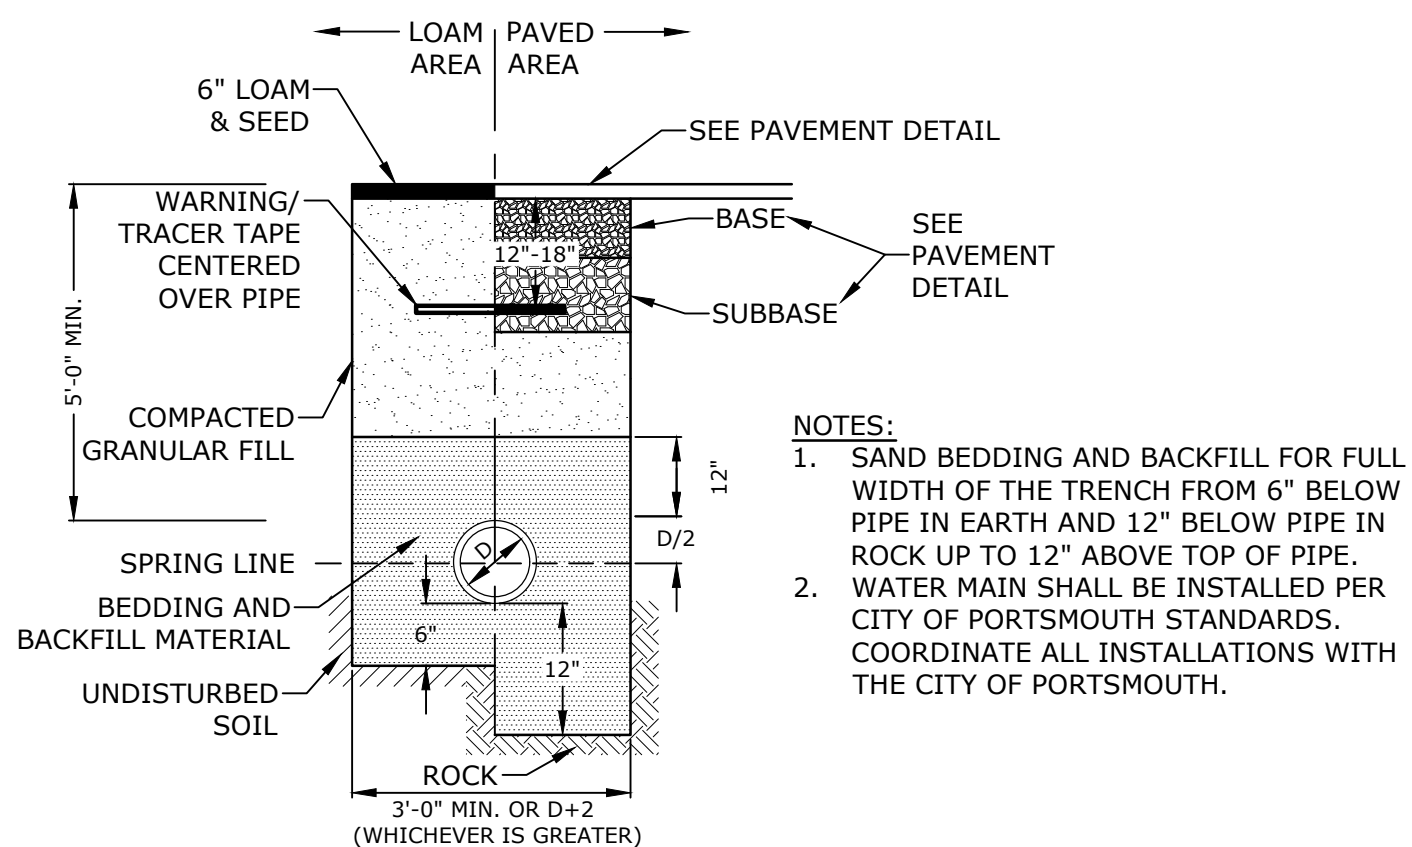 LOAM AREA
PAVED AREA
6" LOAM
& SEED
SEE PAVEMENT DETAIL
WARNING/
TRACER TAPE
CENTERED
OVER PIPE
BASE
SEE
PAVEMENT
DETAIL
12"-18"
SUBBASE
5'-0" MIN.
COMPACTED
GRANULAR FILL
12"
D/2
D
SPRING LINE
BEDDING AND
BACKFILL MATERIAL
6"
12"
UNDISTURBED
SOIL
ROCK
3'-0" MIN. OR D+2
(WHICHEVER IS GREATER)
NOTES:
1. SAND BEDDING AND BACKFILL FOR FULL
WIDTH OF THE TRENCH FROM 6" BELOW
PIPE IN EARTH AND 12" BELOW PIPE IN
ROCK UP TO 12" ABOVE TOP OF PIPE.
2. WATER MAIN SHALL BE INSTALLED PER
CITY OF PORTSMOUTH STANDARDS.
COORDINATE ALL INSTALLATIONS WITH
THE CITY OF PORTSMOUTH.